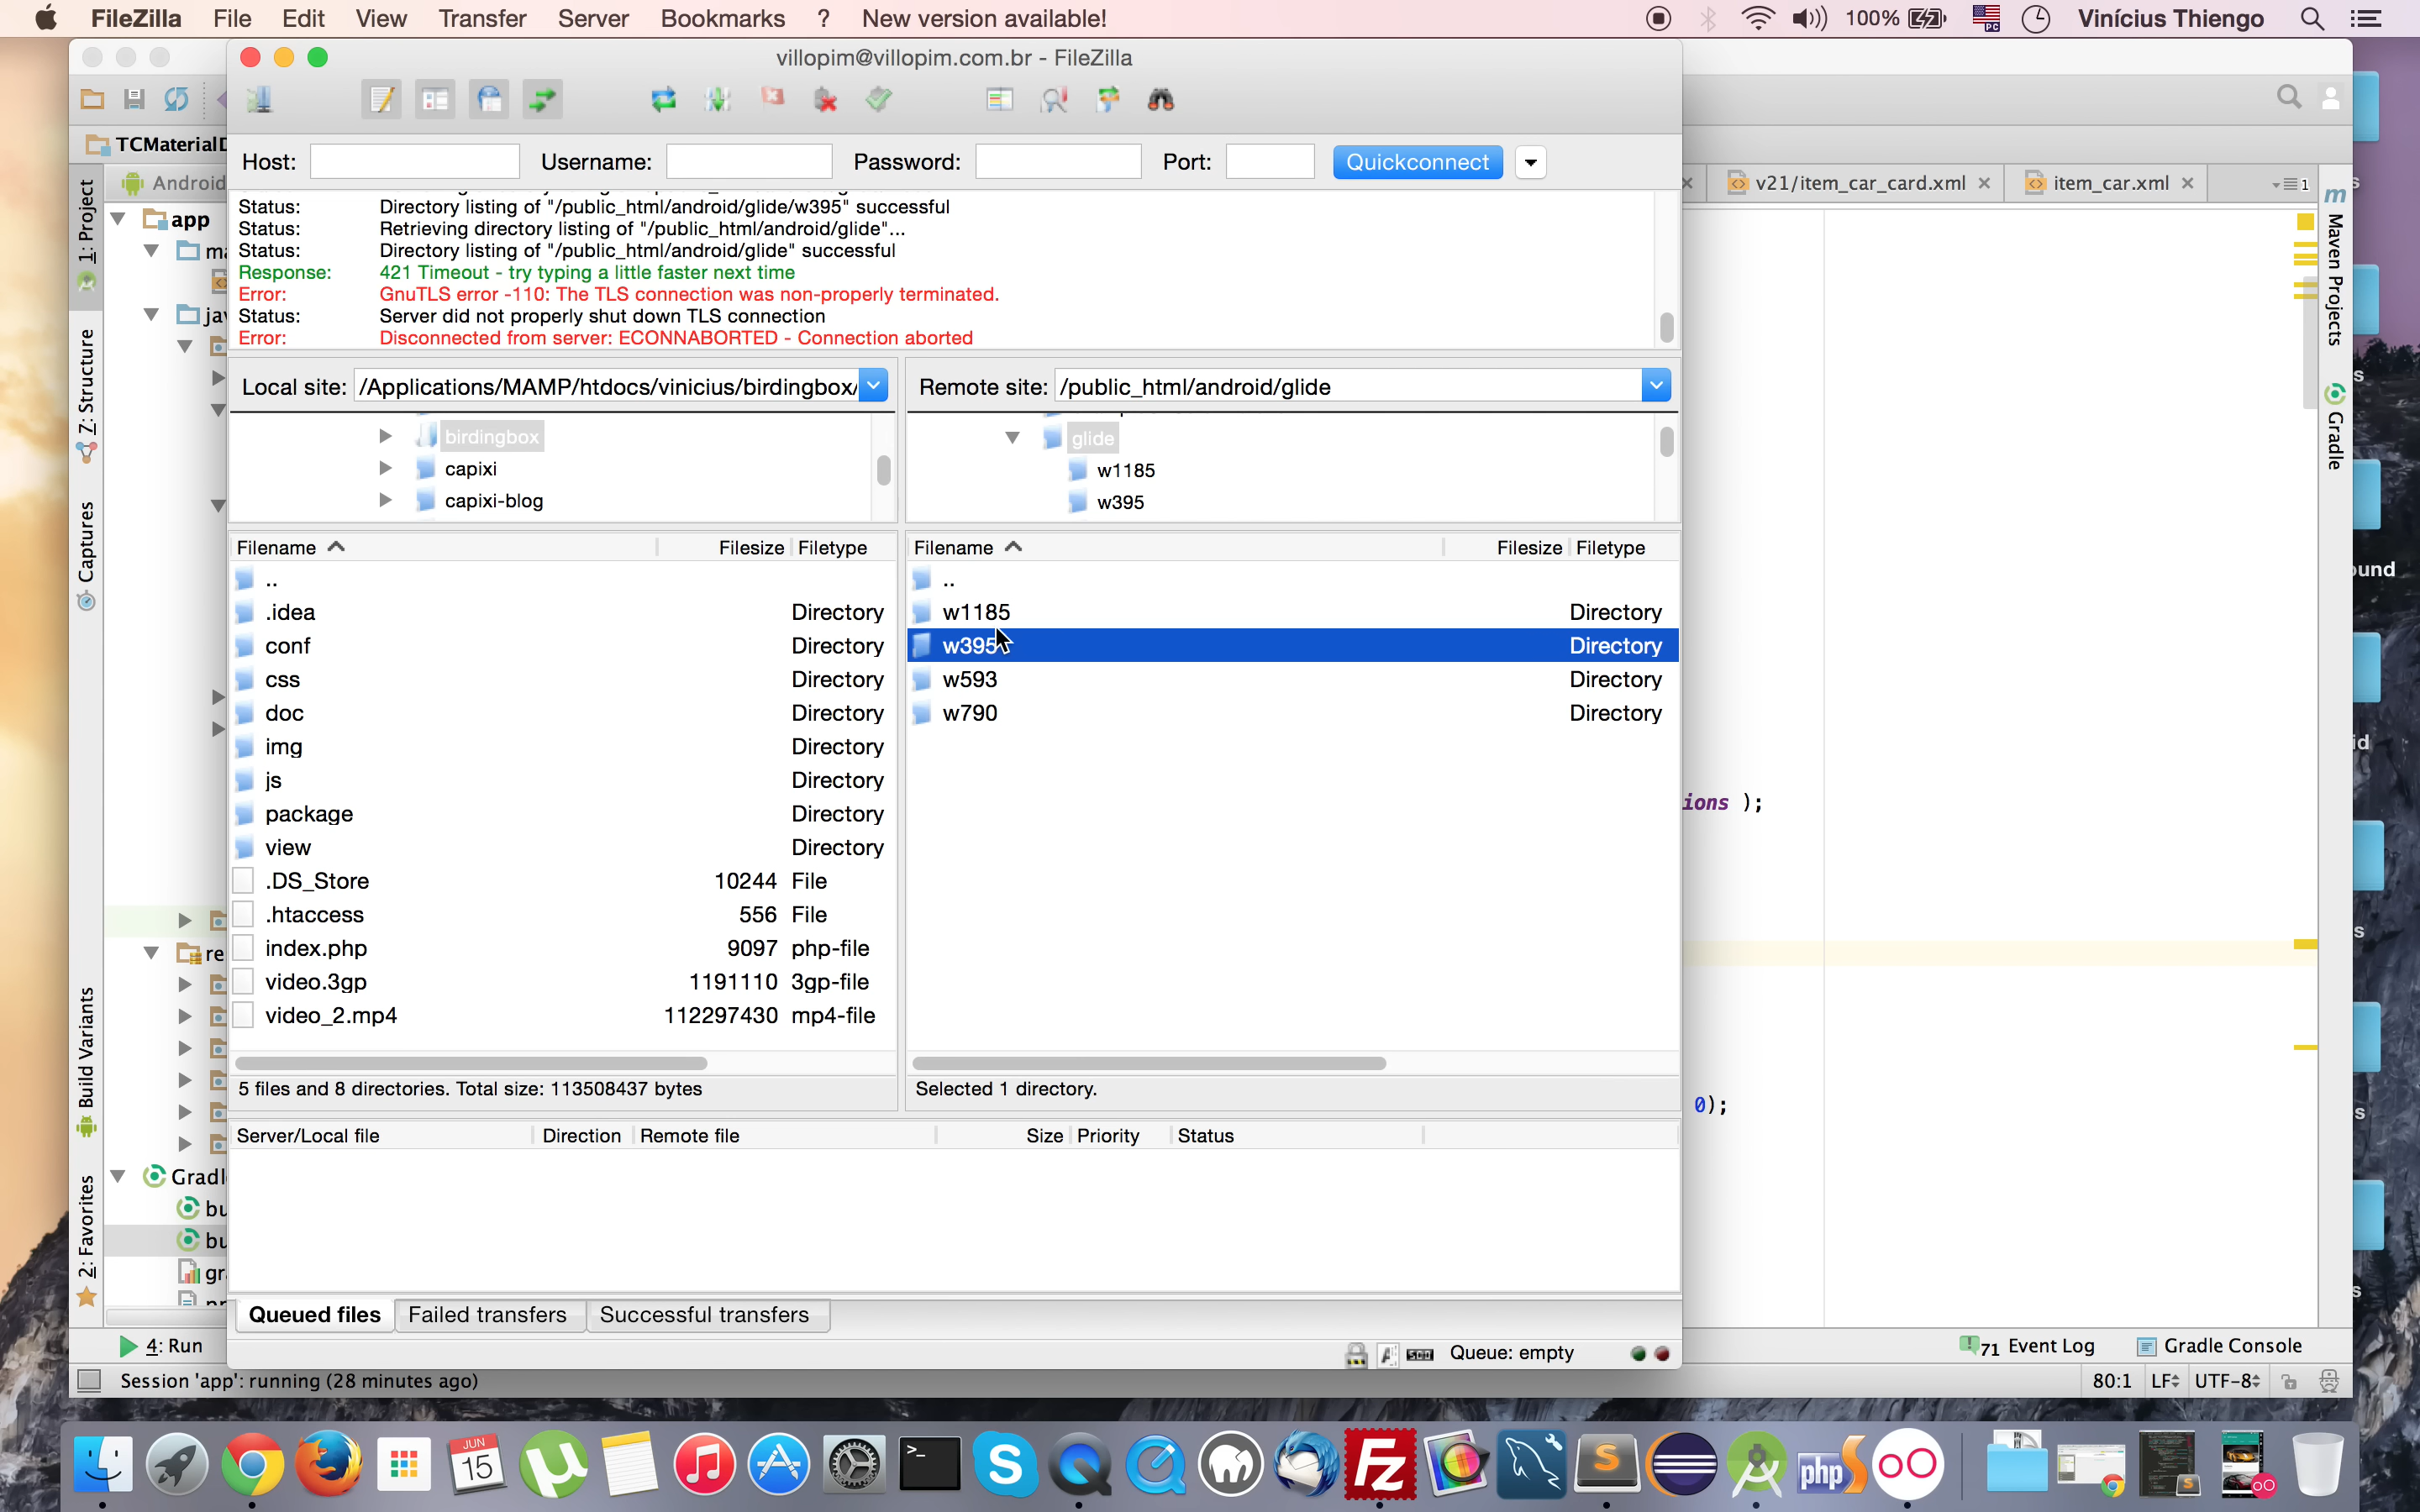 FileZilla File Edit View Transfer Server Bookmarks ? New version available! 100% Vinícius Thiengo
villopim@villopim.com.br - FileZilla
TCMaterialD
Host: Username: Password: Port: Quickconnect
Android
v21/item_car_card.xml item_car.xml 1
app
Status: Directory listing of "/public_html/android/glide/w395" successful
Status: Retrieving directory listing of "/public_html/android/glide"...
Status: Directory listing of "/public_html/android/glide" successful
Response: 421 Timeout - try typing a little faster next time
Error: GnuTLS error -110: The TLS connection was non-properly terminated.
Status: Server did not properly shut down TLS connection
Error: Disconnected from server: ECONNABORTED - Connection aborted
1: Project
Z: Structure
Captures
Build Variants
2: Favorites
Maven Projects
Gradle
Local site: /Applications/MAMP/htdocs/vinicius/birdingbox/
Remote site: /public_html/android/glide
birdingbox
capixi
capixi-blog
glide
w1185
w395
Filename Filesize Filetype
..
.idea Directory
conf Directory
css Directory
doc Directory
img Directory
js Directory
package Directory
view Directory
.DS_Store 10244 File
.htaccess 556 File
index.php 9097 php-file
video.3gp 1191110 3gp-file
video_2.mp4 112297430 mp4-file
5 files and 8 directories. Total size: 113508437 bytes
Filename Filesize Filetype
..
w1185 Directory
w395 Directory
w593 Directory
w790 Directory
Selected 1 directory.
ions );
0);
Server/Local file Direction Remote file Size Priority Status
Gradl
Queued files Failed transfers Successful transfers
Queue: empty
4: Run
71 Event Log Gradle Console
Session 'app': running (28 minutes ago)
80:1 LF UTF-8
JUN
15
php